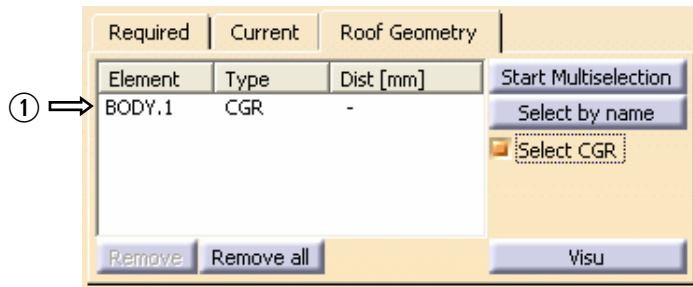 Required Current Roof Geometry
Element Type Dist [mm] Start Multiselection
① BODY.1 CGR - Select by name
Select CGR
Remove Remove all Visu